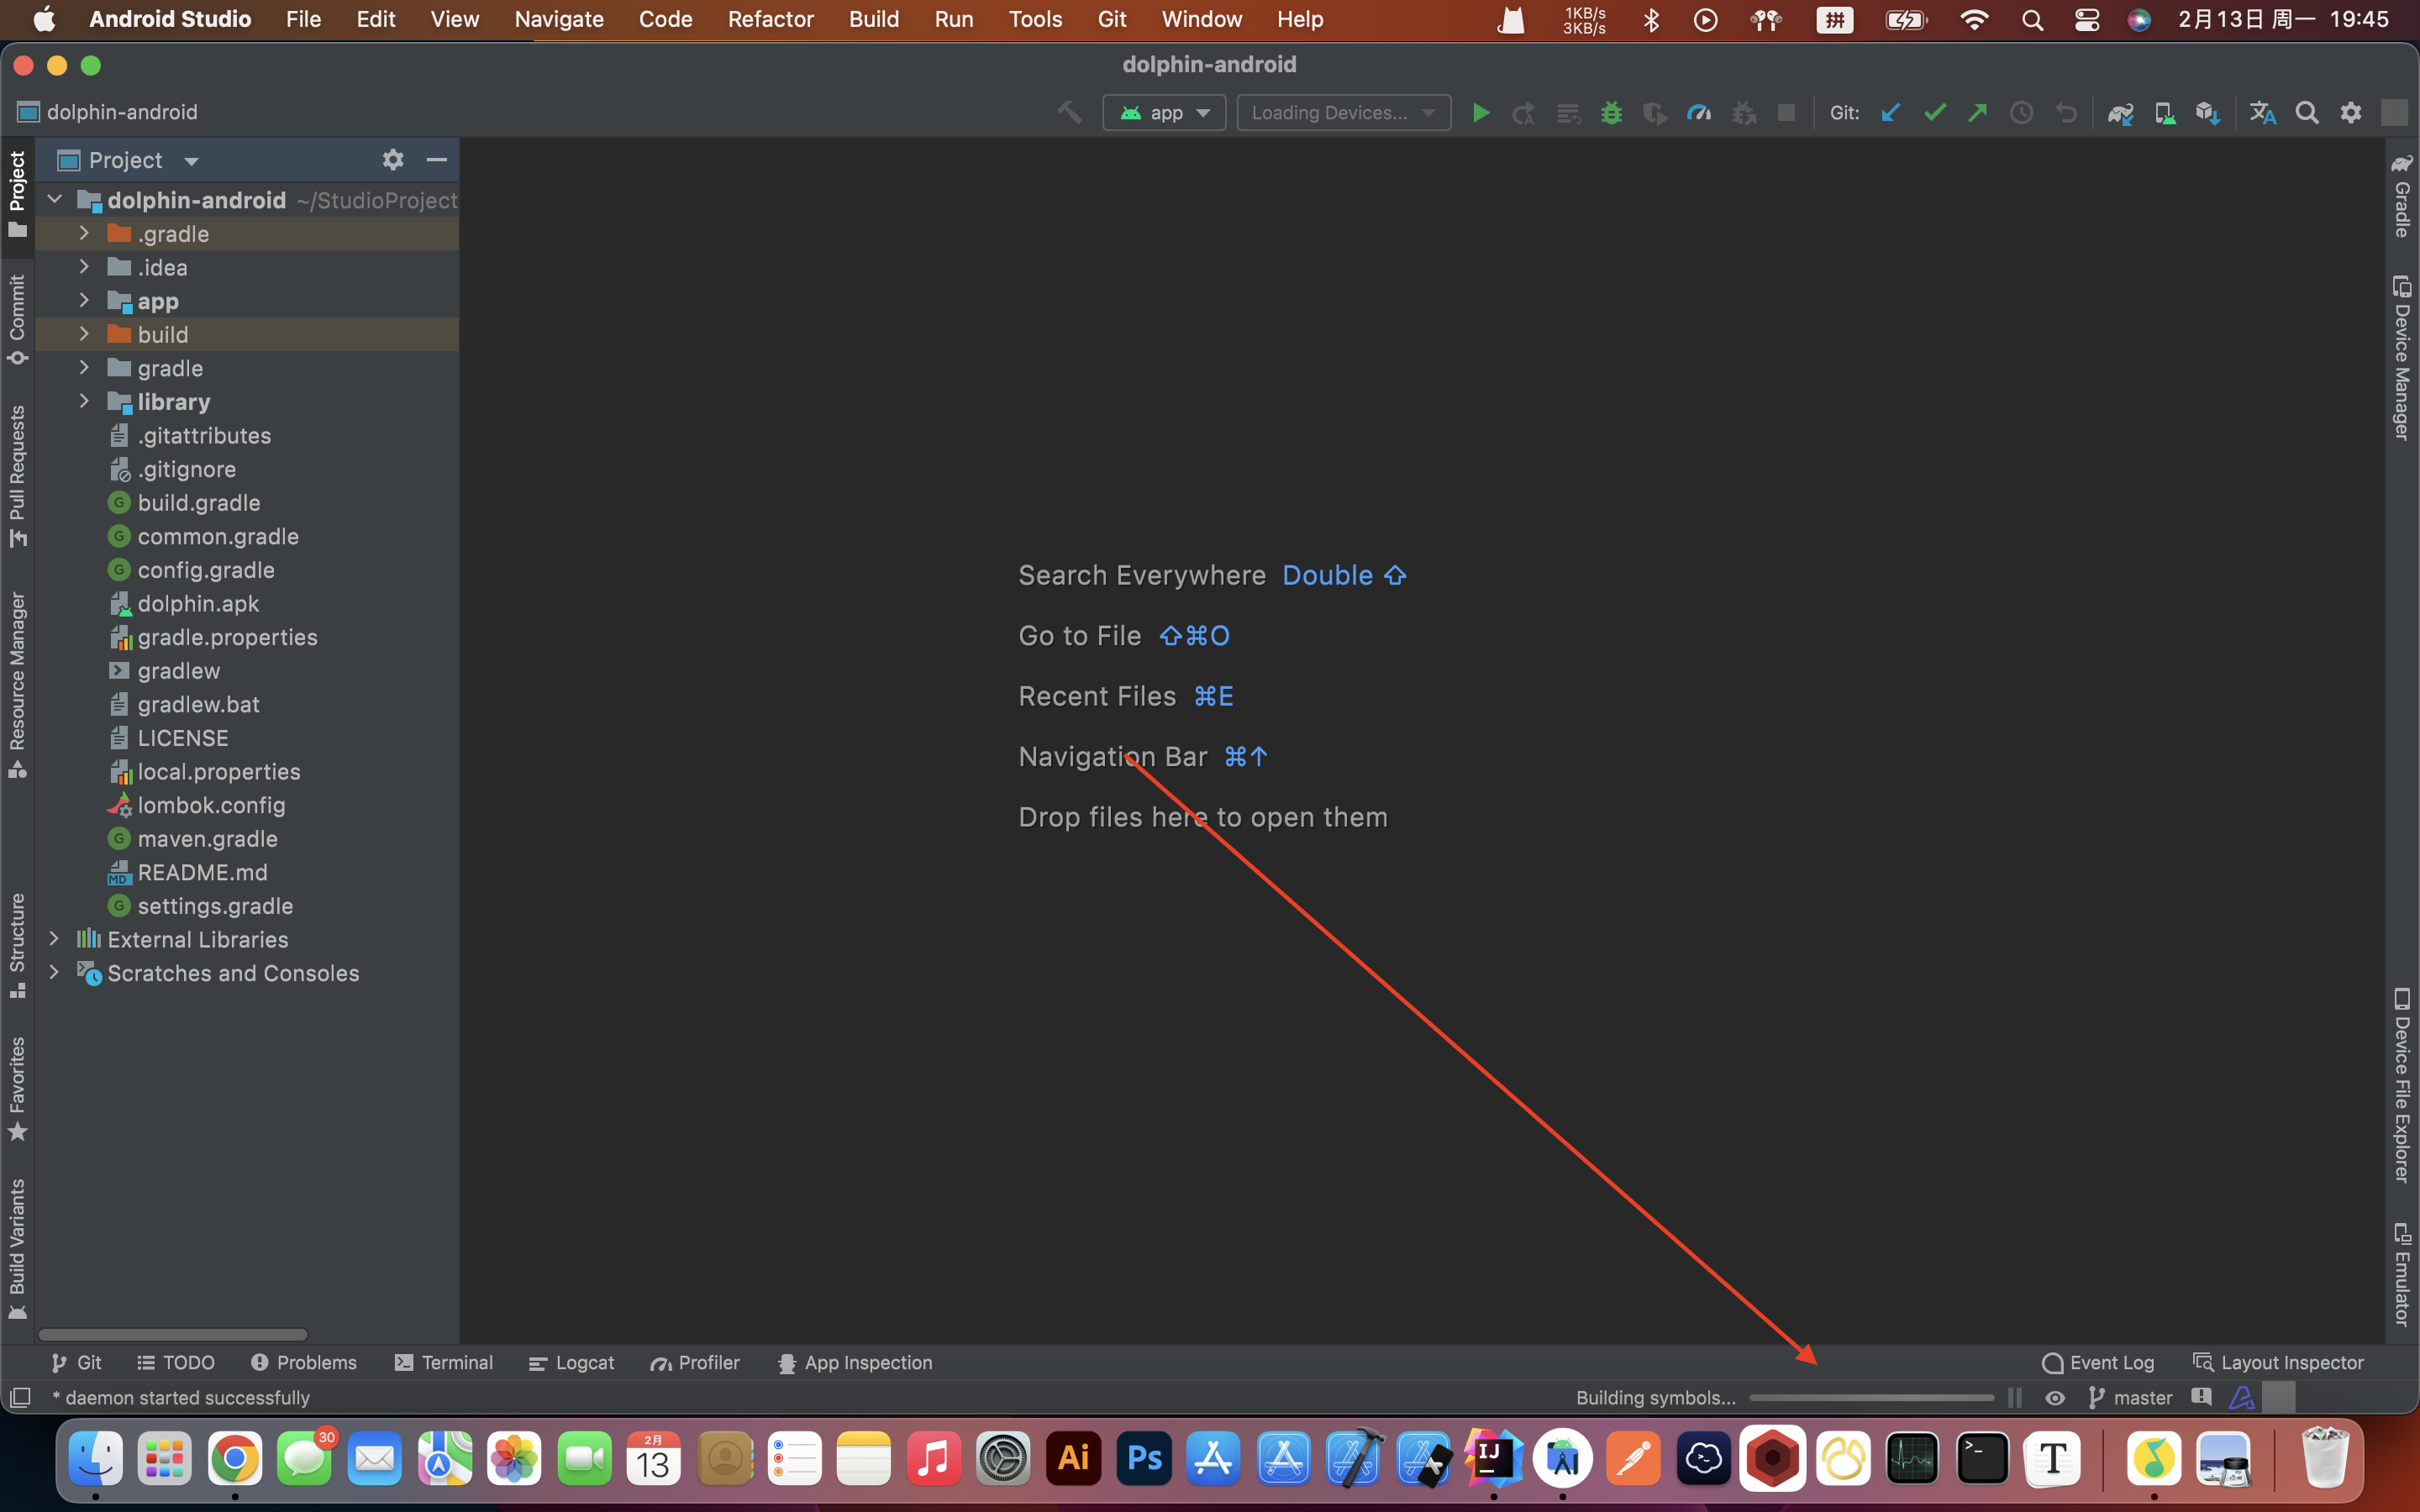 Android Studio File Edit View Navigate Code Refactor Build Run Tools Git Window Help 1KB/s 3KB/s 拼 2月13日 周一 19:45
dolphin-android
dolphin-android app Loading Devices... Git:
Project
dolphin-android ~/StudioProject
.gradle
.idea
app
build
gradle
library
.gitattributes
.gitignore
build.gradle
common.gradle
config.gradle
dolphin.apk
gradle.properties
gradlew
gradlew.bat
LICENSE
local.properties
lombok.config
maven.gradle
README.md
settings.gradle
External Libraries
Scratches and Consoles
Project
Commit
Pull Requests
Resource Manager
Structure
Favorites
Build Variants
Search Everywhere Double ⇧
Go to File ⇧⌘O
Recent Files ⌘E
Navigation Bar ⌘↑
Drop files here to open them
Gradle
Device Manager
Device File Explorer
Emulator
Git TODO Problems Terminal Logcat Profiler App Inspection Event Log Layout Inspector
* daemon started successfully Building symbols... master
30
2月
13
Ai
Ps
IJ
T